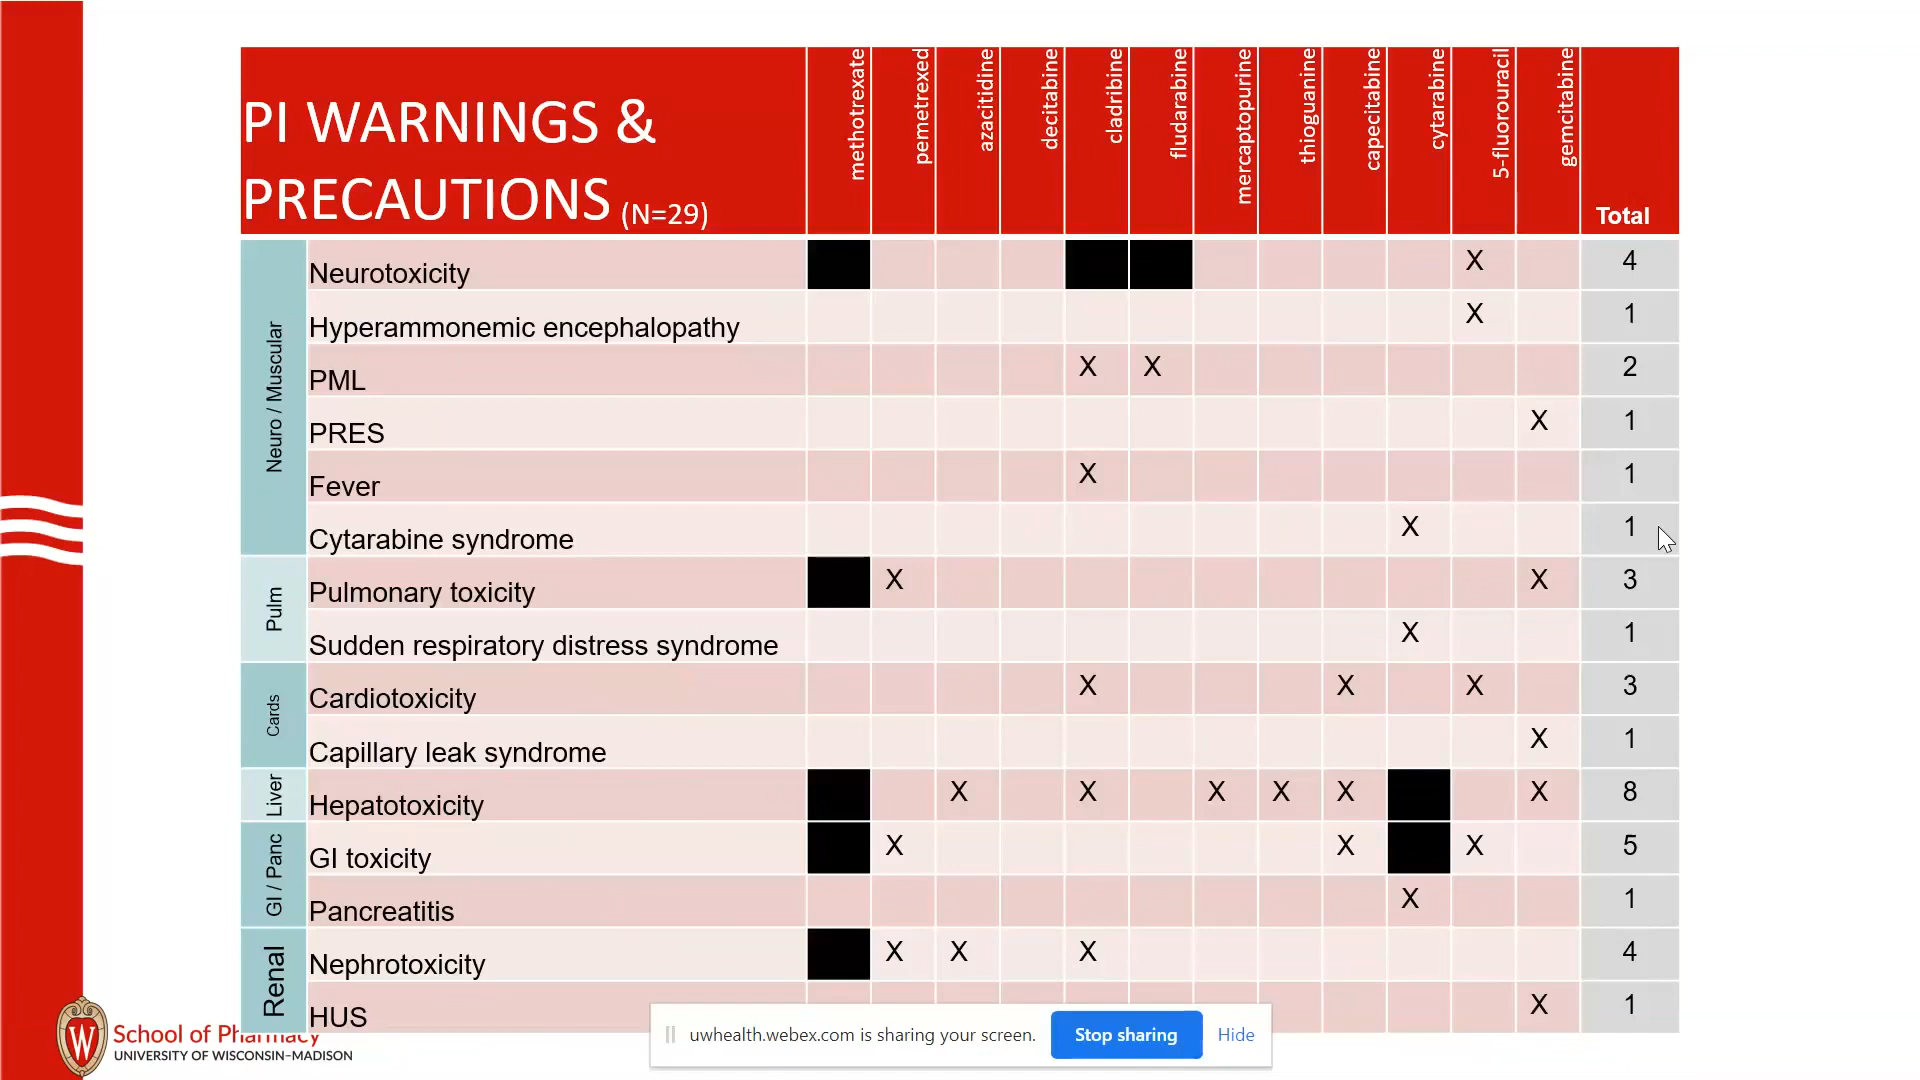 PI WARNINGS &
PRECAUTIONS (N=29)
methotrexate
pemetrexed
azacitidine
decitabine
cladribine
fludarabine
mercaptopurine
thioguanine
capecitabine
cytarabine
5-fluorouracil
gemcitabine
Total
Neuro / Muscular
Neurotoxicity X 4
Hyperammonemic encephalopathy X 1
PML X X 2
PRES X 1
Fever X 1
Cytarabine syndrome X 1
Pulm
Pulmonary toxicity X X 3
Sudden respiratory distress syndrome X 1
Cards
Cardiotoxicity X X X 3
Capillary leak syndrome X 1
Liver
Hepatotoxicity X X X X X X 8
GI / Panc
GI toxicity X X X 5
Pancreatitis X 1
Renal
Nephrotoxicity X X X 4
HUS X 1
W
School of Pharmacy
UNIVERSITY OF WISCONSIN–MADISON
uwhealth.webex.com is sharing your screen. Stop sharing Hide